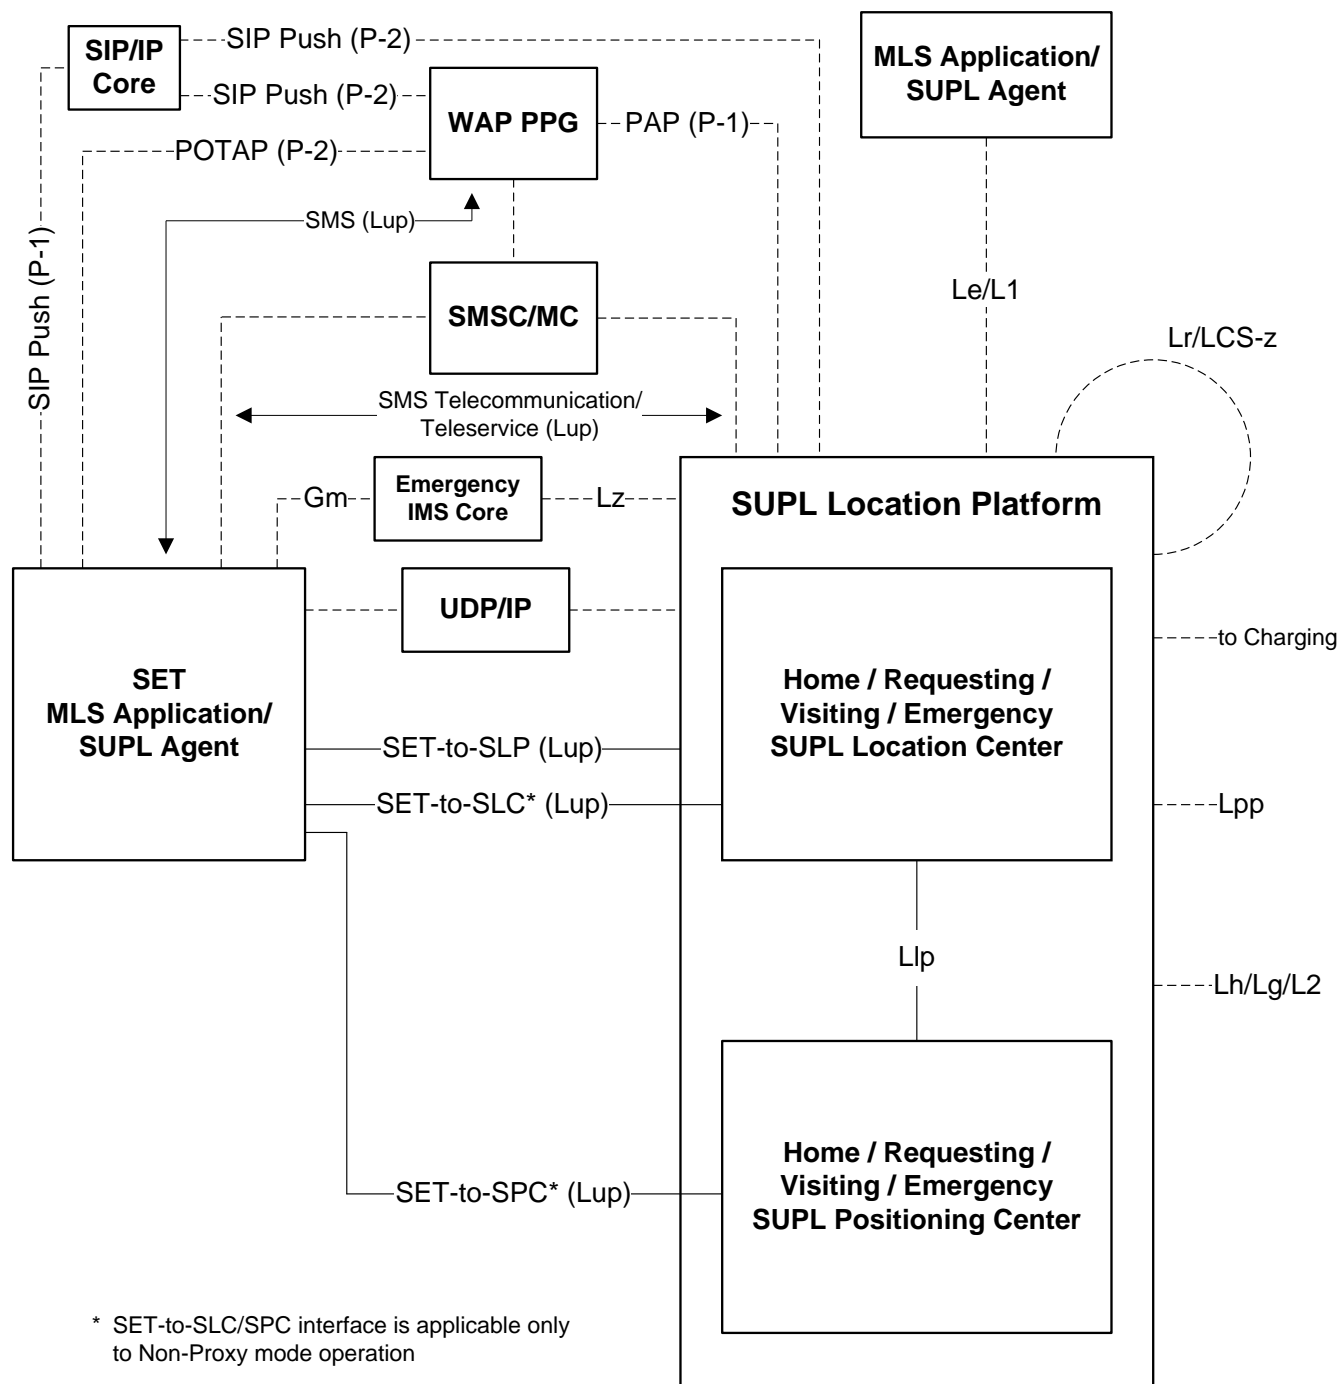 SIP/IP
Core
SIP Push (P-2)
SIP Push (P-2)
WAP PPG
PAP (P-1)
MLS Application/
SUPL Agent
POTAP (P-2)
SMS (Lup)
SIP Push (P-1)
SMSC/MC
Le/L1
Lr/LCS-z
SMS Telecommunication/
Teleservice (Lup)
Gm
Emergency
IMS Core
Lz
SUPL Location Platform
UDP/IP
to Charging
SET
MLS Application/
SUPL Agent
Home / Requesting /
Visiting / Emergency
SUPL Location Center
SET-to-SLP (Lup)
SET-to-SLC* (Lup)
Lpp
Llp
Lh/Lg/L2
Home / Requesting /
Visiting / Emergency
SUPL Positioning Center
SET-to-SPC* (Lup)
* SET-to-SLC/SPC interface is applicable only
to Non-Proxy mode operation